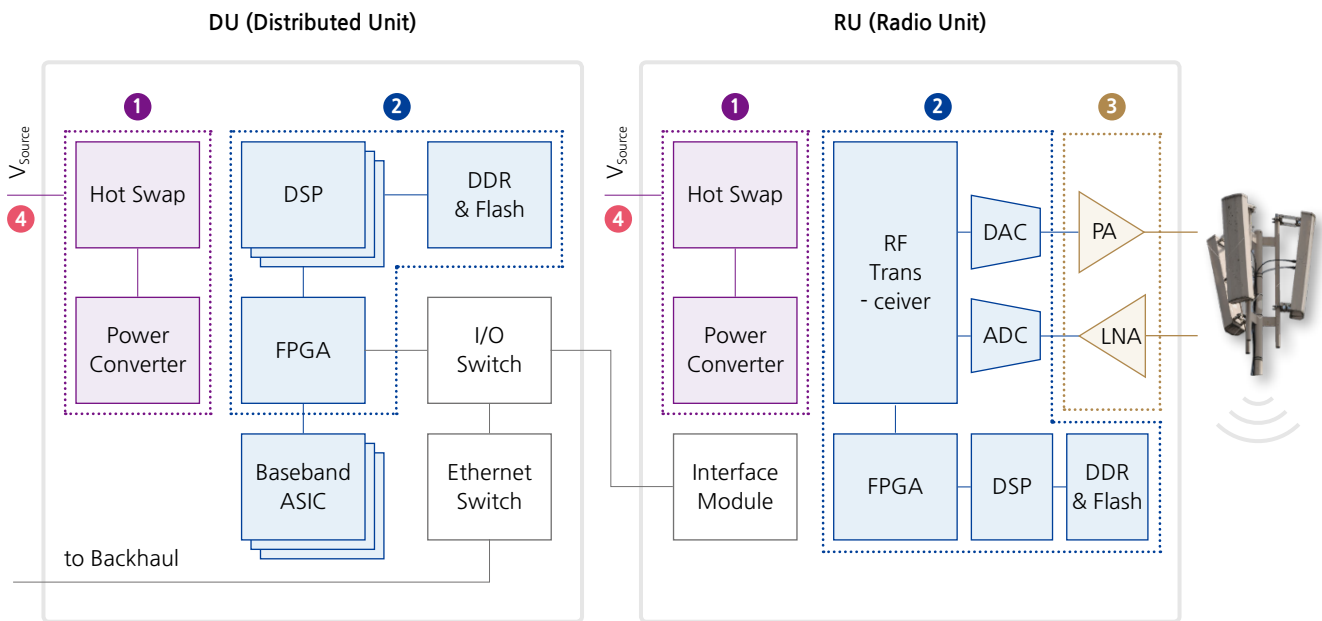 DU (Distributed Unit)
RU (Radio Unit)
1
2
V Source
4
Hot Swap
Power
Converter
DSP
DDR
& Flash
FPGA
I/O
Switch
Baseband
ASIC
Ethernet
Switch
to Backhaul
1
2
3
V Source
4
Hot Swap
Power
Converter
Interface
Module
RF
Trans
- ceiver
DAC
ADC
PA
LNA
FPGA
DSP
DDR
& Flash